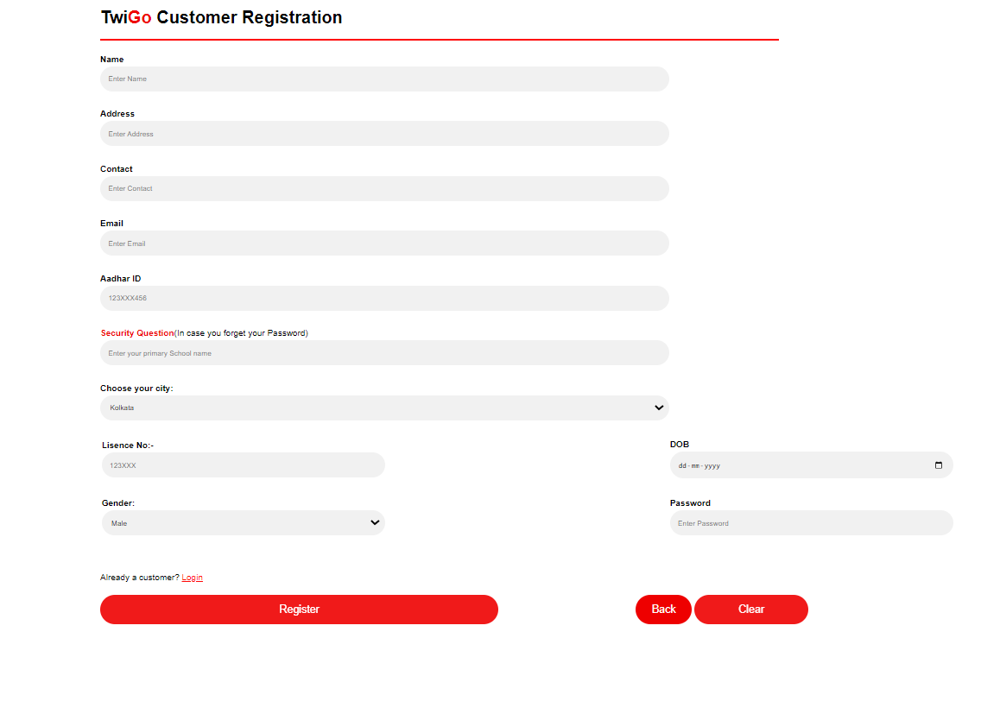 TwiGo Customer Registration
Name
Enter Name
Address
Enter Address
Contact
Enter Contact
Email
Enter Email
Aadhar ID
123XXX456
Security Question(In case you forget your Password)
Enter your primary School name
Choose your city:
Kolkata
Lisence No:-
DOB
123XXX
dd-mm-yyyy
Gender:
Password
Male
Enter Password
Already a customer? Login
Register
Back
Clear